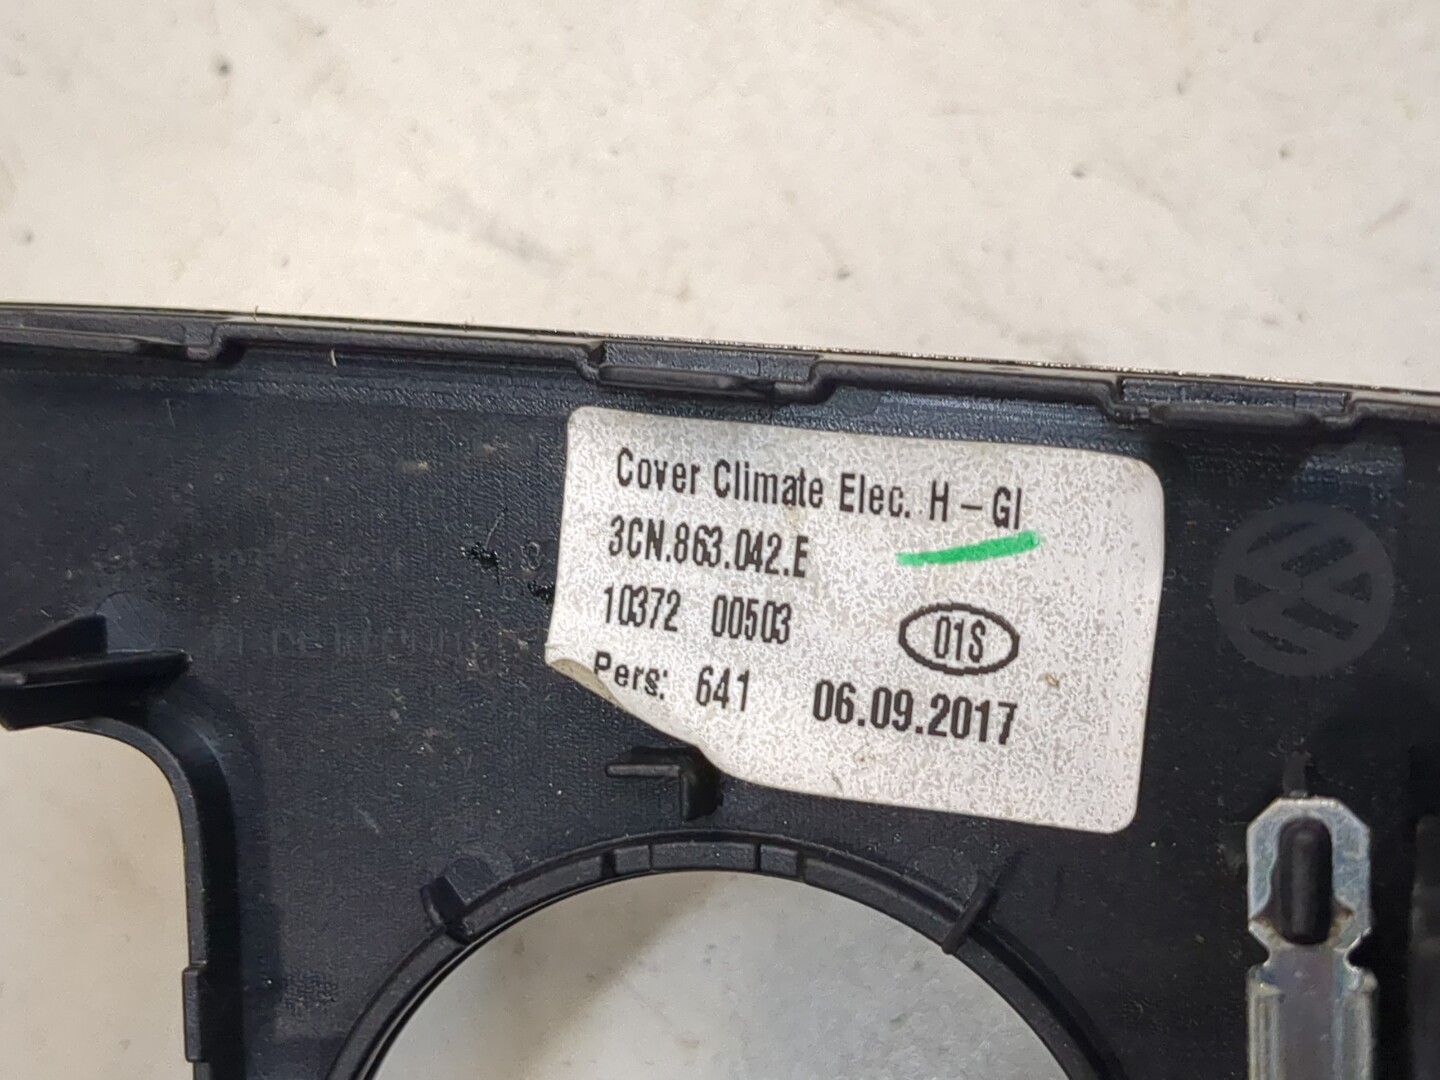 Cover Climate Elec. H - Gl
3CN.863.042.E
10372 00503
01S
Pers: 641 06.09.2017